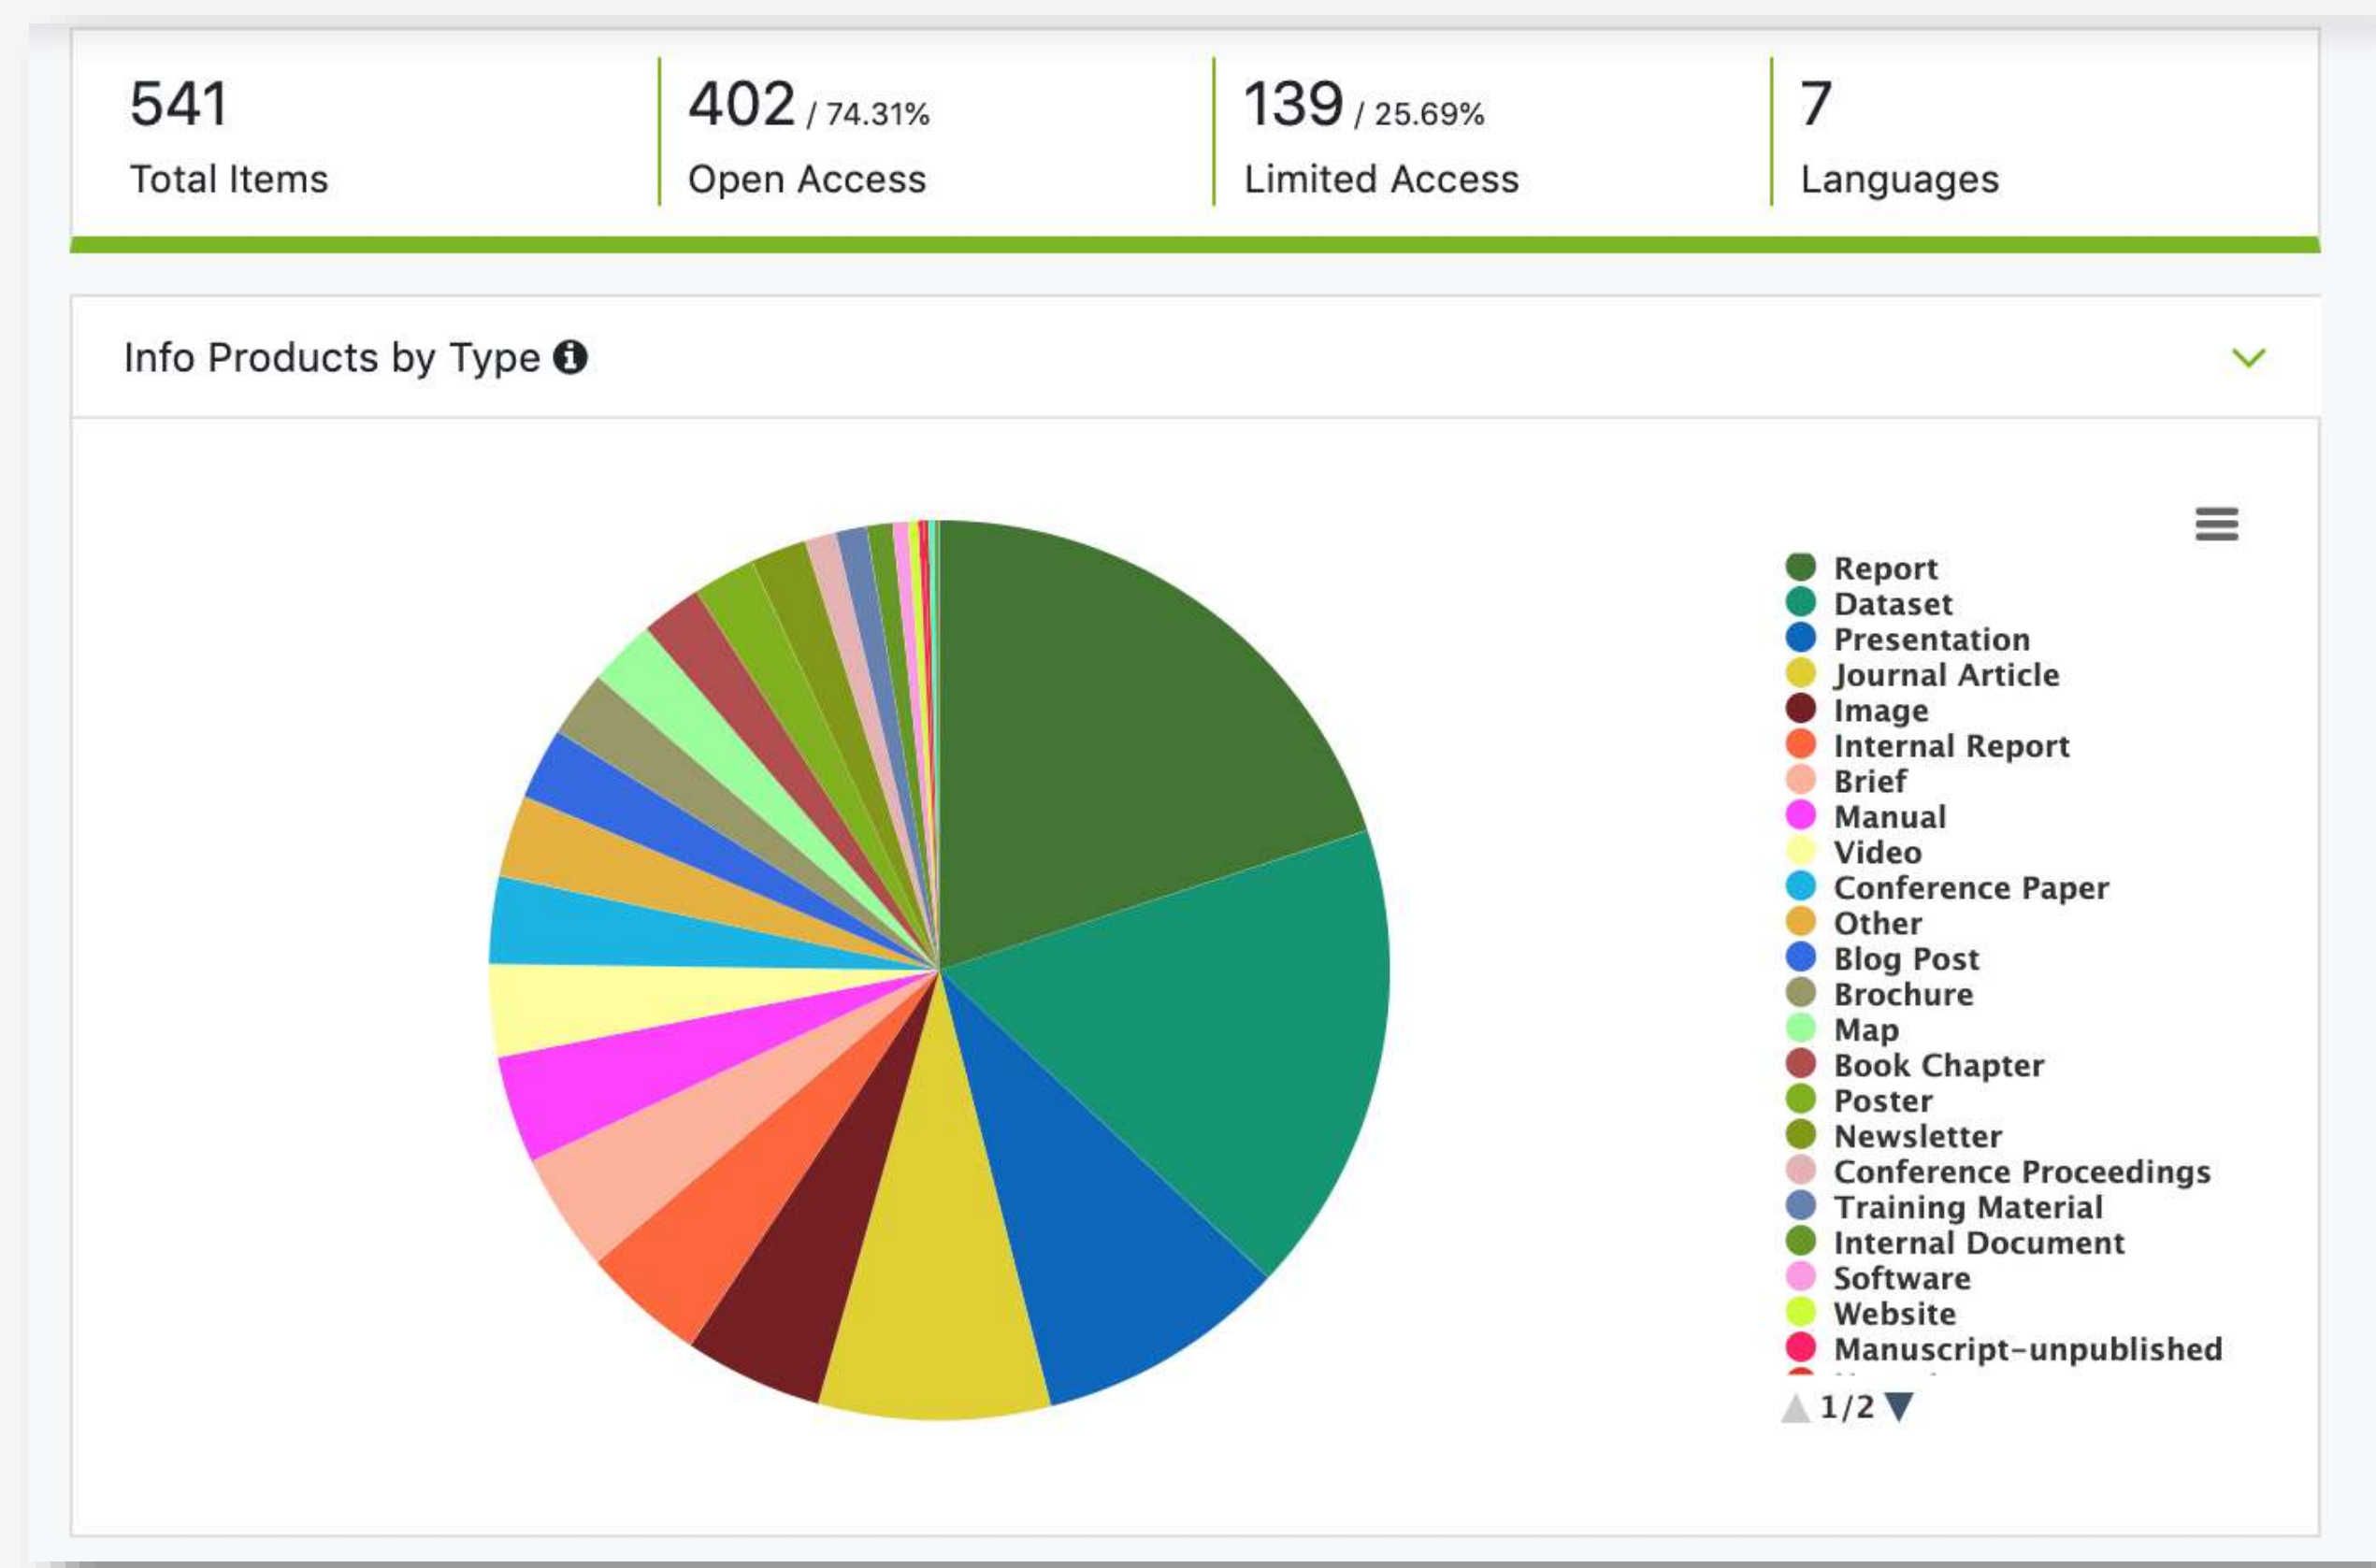 541
Total Items
402 / 74.31%
Open Access
139 / 25.69%
Limited Access
7
Languages
Info Products by Type
Report
Dataset
Presentation
Journal Article
Image
Internal Report
Brief
Manual
Video
Conference Paper
Other
Blog Post
Brochure
Map
Book Chapter
Poster
Newsletter
Conference Proceedings
Training Material
Internal Document
Software
Website
Manuscript-unpublished
1/2